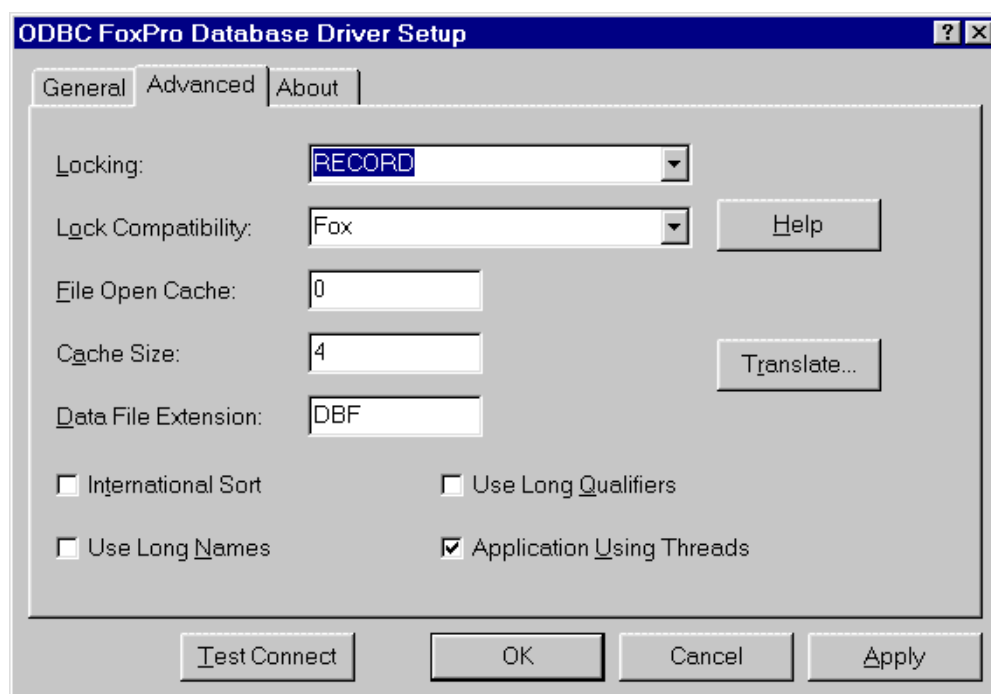 ODBC FoxPro Database Driver Setup
General Advanced About
Locking: RECORD
Lock Compatibility: Fox Help
File Open Cache: 0
Cache Size: 4 Translate...
Data File Extension: DBF
International Sort Use Long Qualifiers
Use Long Names Application Using Threads
Test Connect OK Cancel Apply